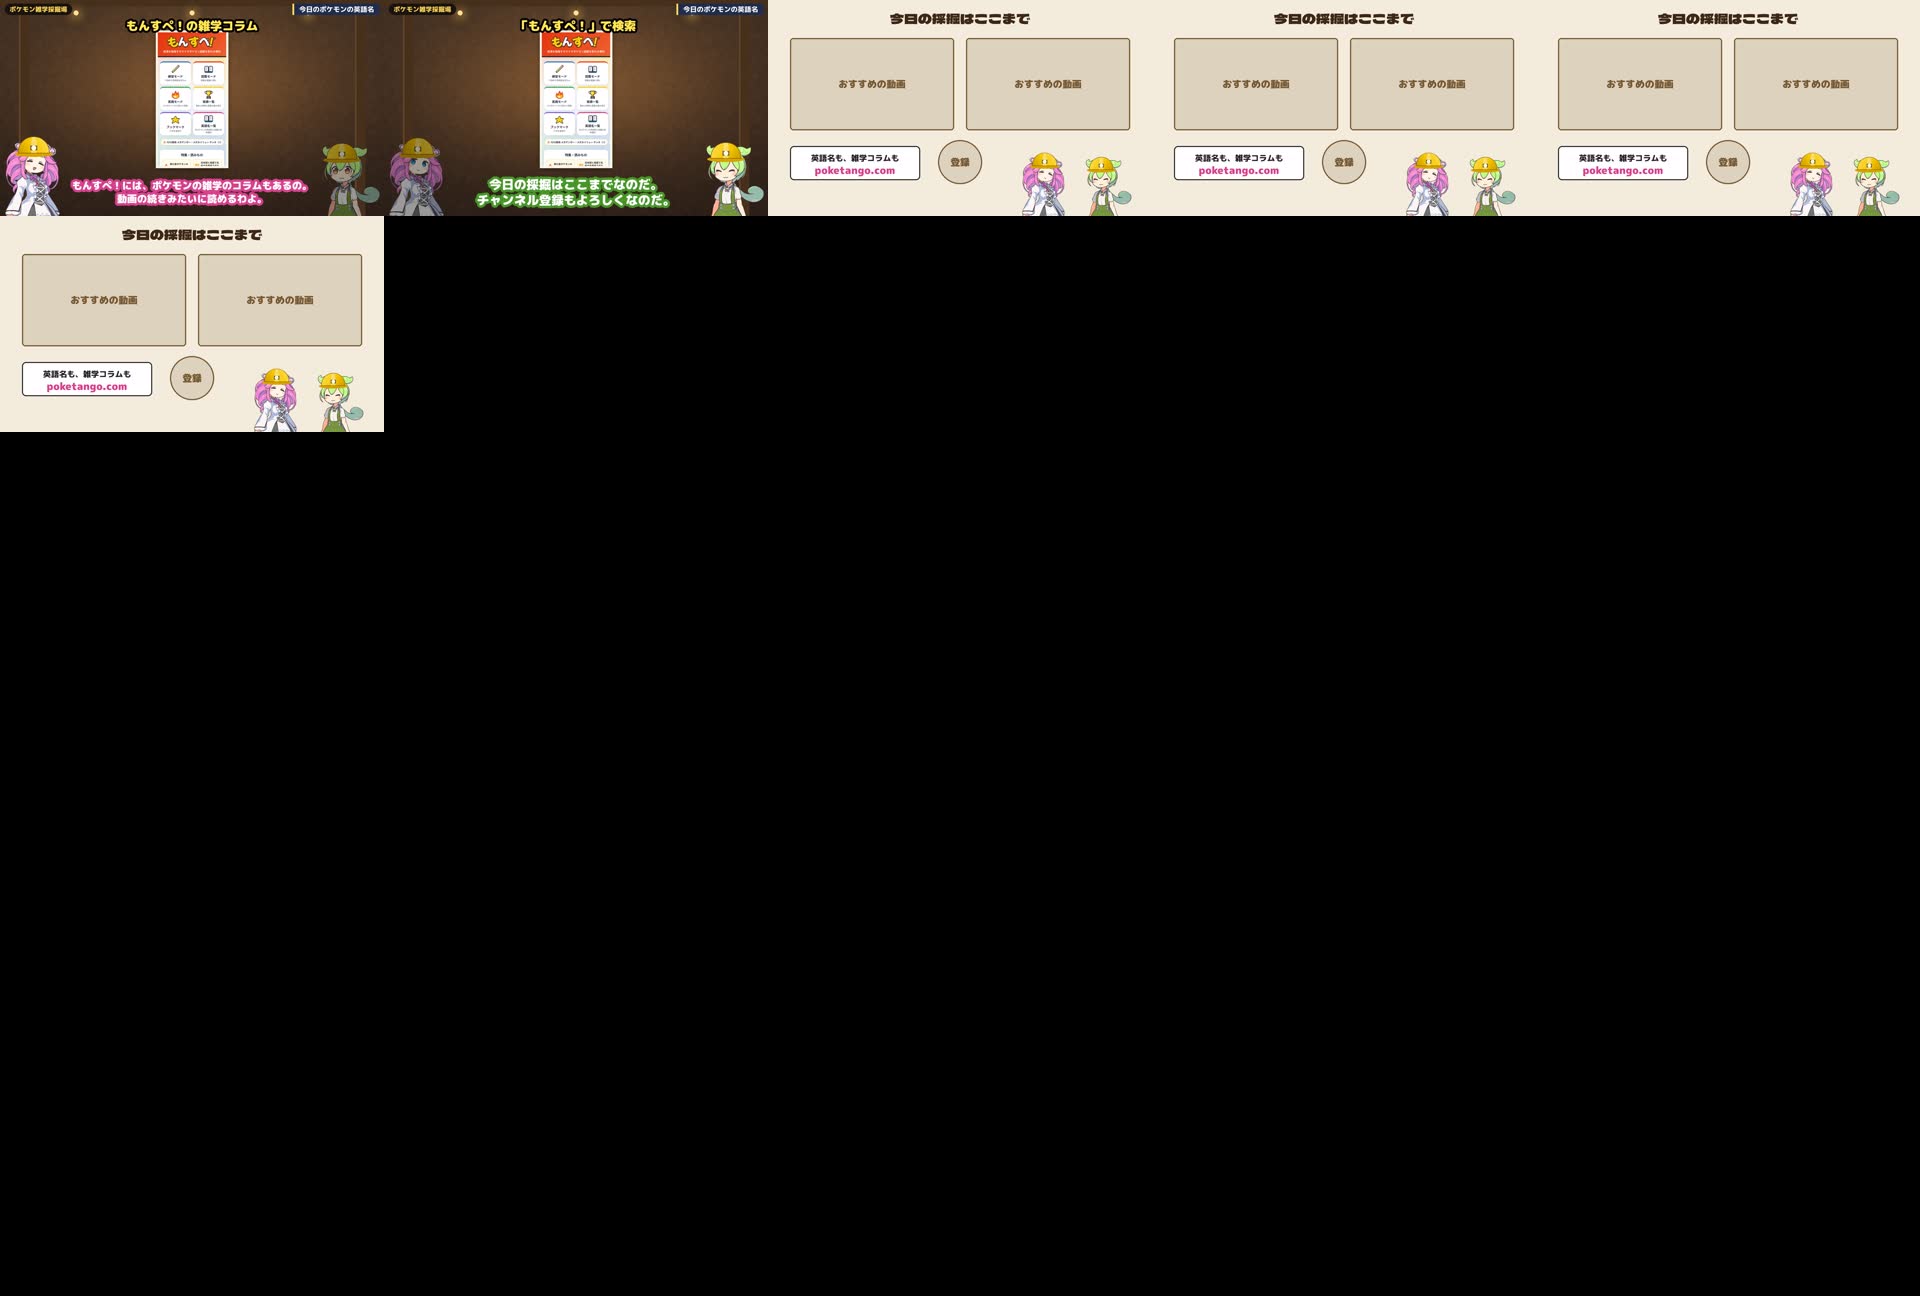 ポケモン雑学採掘場
今日のポケモンの英語名
もんすぺ！の雑学コラム
もんすぺ!
ブックマーク
もんすぺ！には、ポケモンの雑学のコラムもあるの。
動画の続きみたいに読めるわよ。
ポケモン雑学採掘場
今日のポケモンの英語名
「もんすぺ！」で検索
もんすぺ!
ブックマーク
今日の採掘はここまでなのだ。
チャンネル登録もよろしくなのだ。
今日の採掘はここまで
おすすめの動画
おすすめの動画
英語名も、雑学コラムも
poketango.com
登録
今日の採掘はここまで
おすすめの動画
おすすめの動画
英語名も、雑学コラムも
poketango.com
登録
今日の採掘はここまで
おすすめの動画
おすすめの動画
英語名も、雑学コラムも
poketango.com
登録
今日の採掘はここまで
おすすめの動画
おすすめの動画
英語名も、雑学コラムも
poketango.com
登録